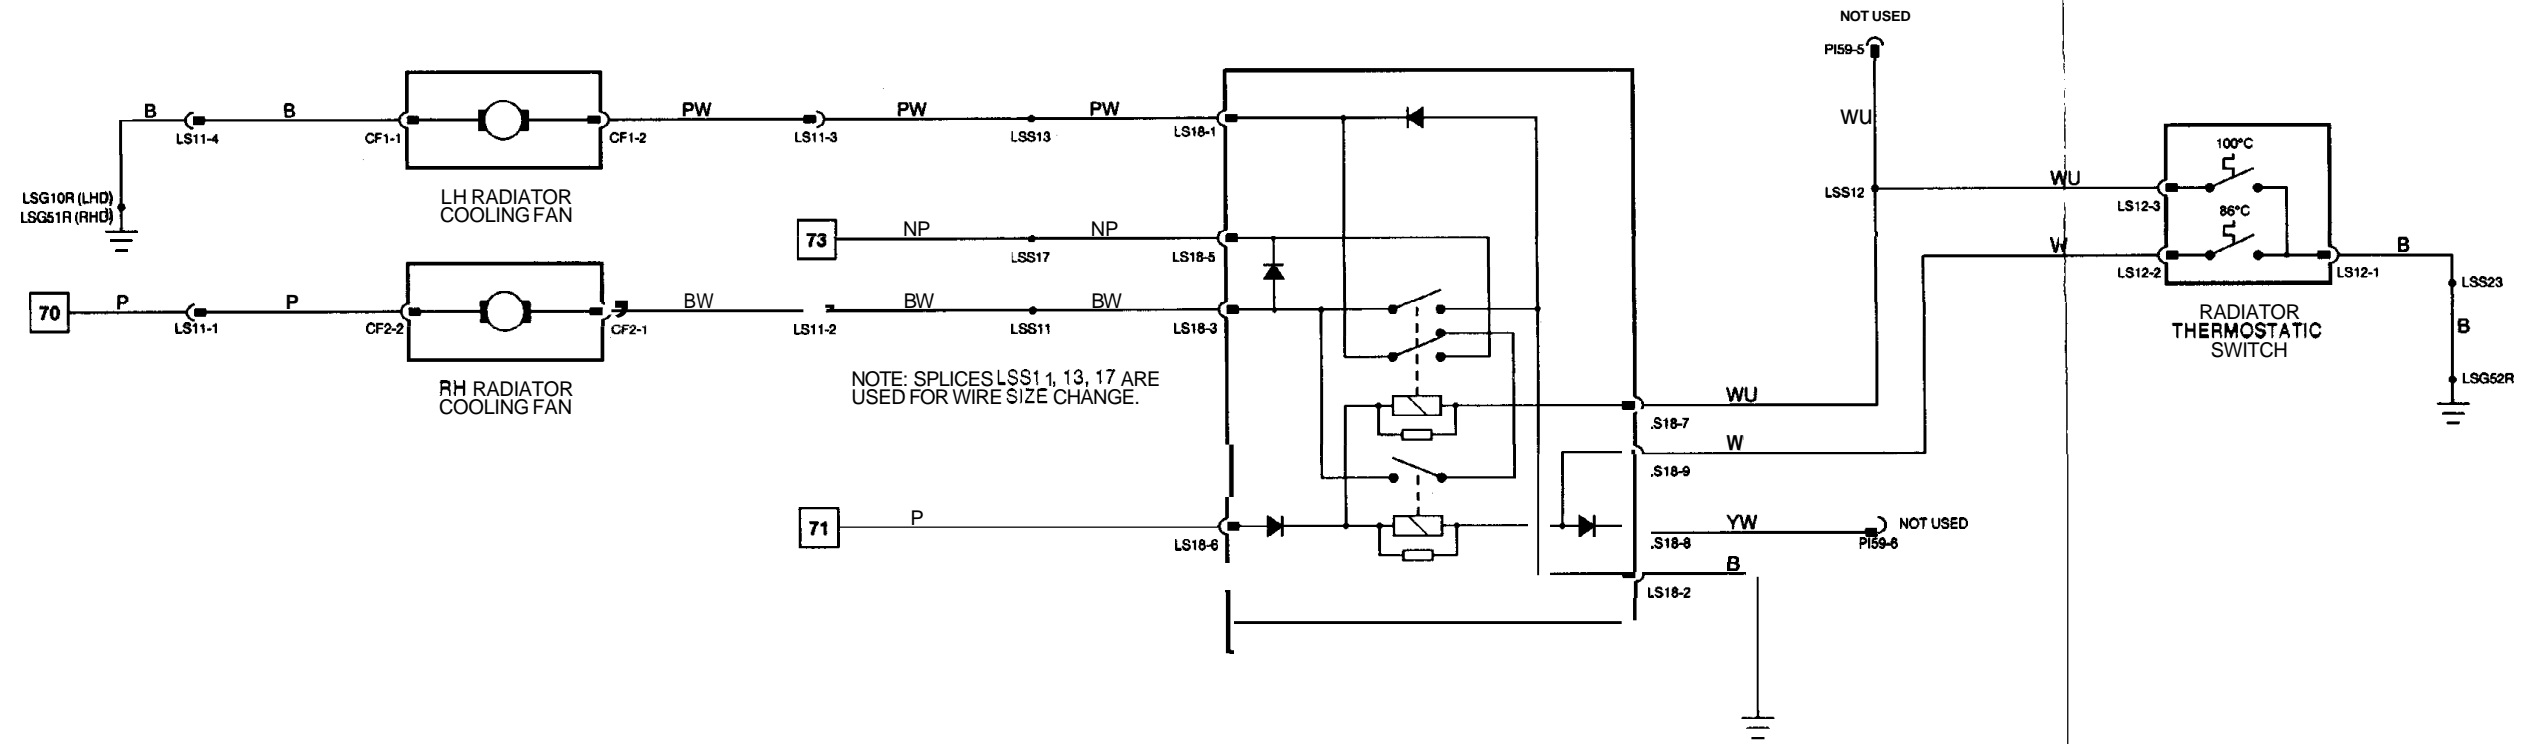 NOT USED
PI59-5
WU
B
LS11-4
B
CF1-1
CF1-2
PW
LS11-3
PW
LSS13
PW
LS18-1
LSG10R (LHD)
LSG51R (RHD)
LH RADIATOR
COOLING FAN
73
NP
LSS17
NP
LS18-5
70
P
LS11-1
P
CF2-2
CF2-1
BW
LS11-2
BW
LSS11
BW
LS18-3
RH RADIATOR
COOLING FAN
NOTE: SPLICES LSS11, 13, 17 ARE
USED FOR WIRE SIZE CHANGE.
71
P
LS18-6
WU
.S18-7
W
.S18-9
YW
.S18-8
PI59-6
NOT USED
B
LS18-2
LSS12
WU
LS12-3
W
LS12-2
100°C
86°C
LS12-1
B
LSS23
B
LSG52R
RADIATOR
THERMOSTATIC
SWITCH